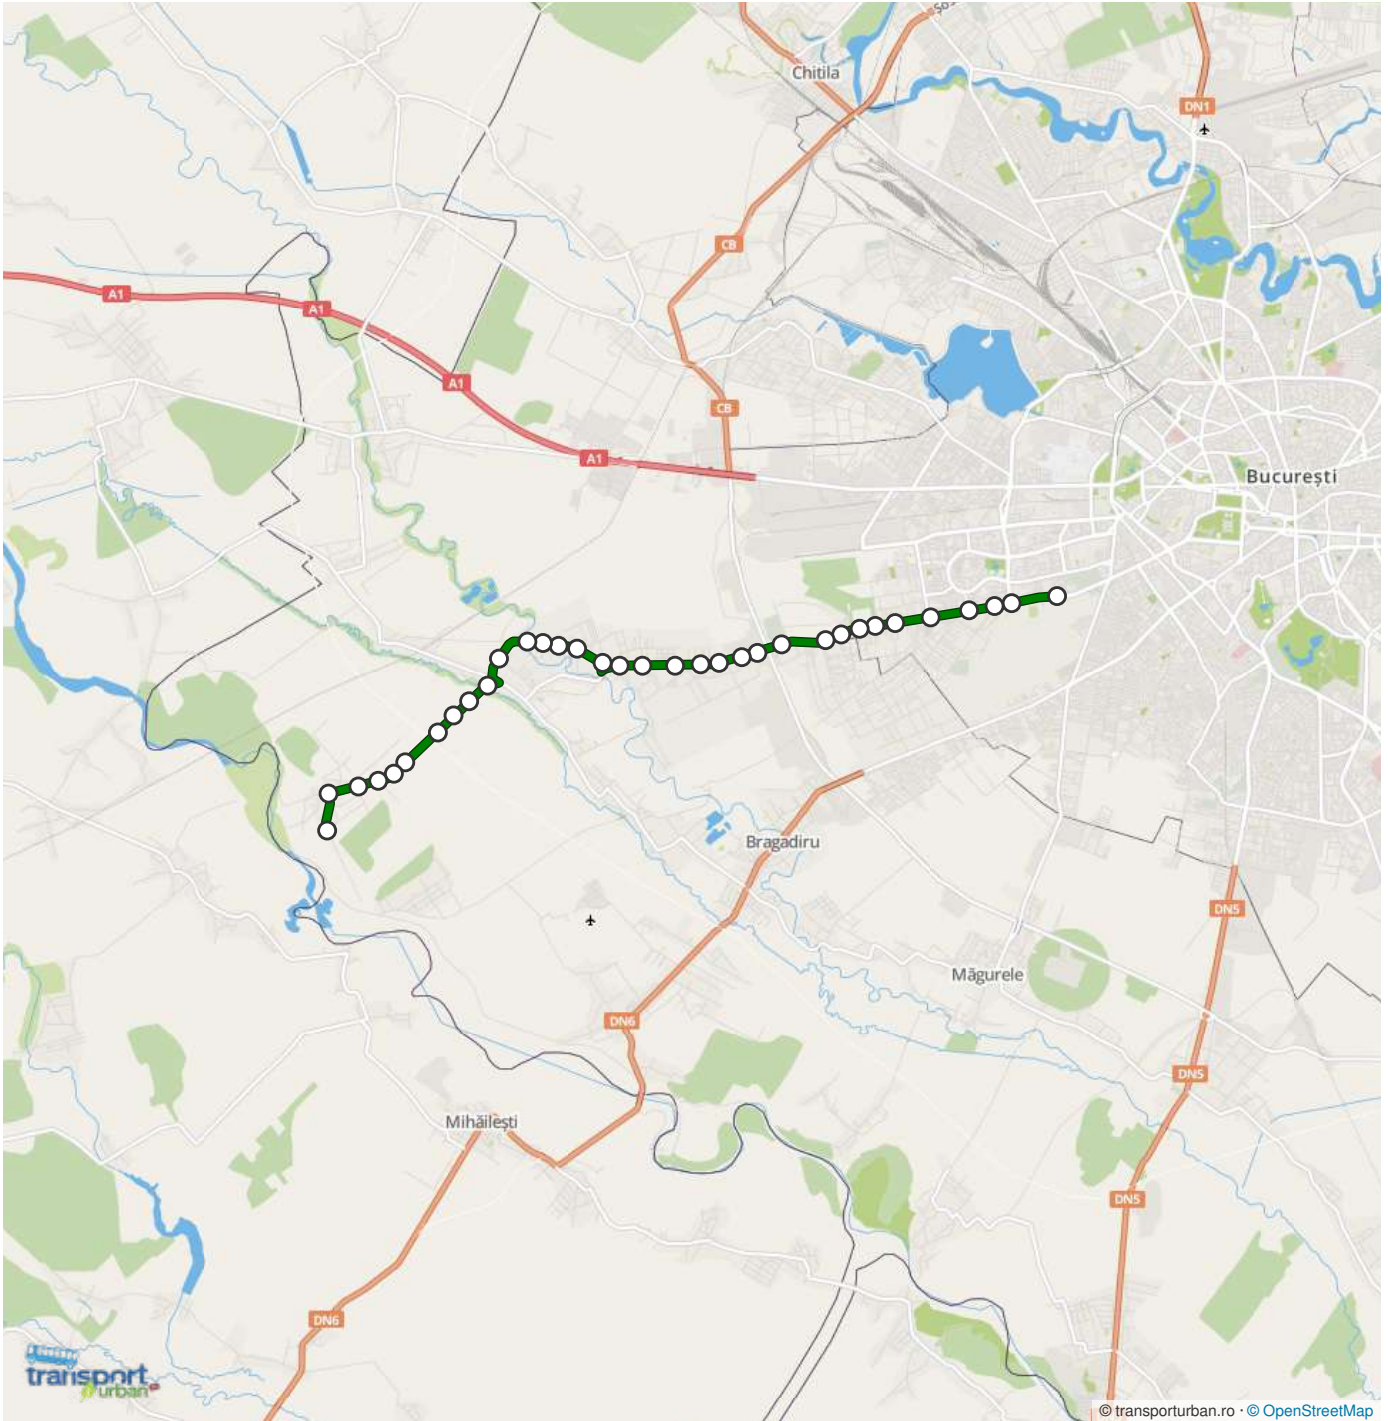 Șos
Chitila
DN1
CB
A1
A1
A1
CB
A1
București
Bragadiru
DN5
Măgurele
DN6
DN5
Mihăilești
DN5
DN6
transport
urban
© transporturban.ro · © OpenStreetMap